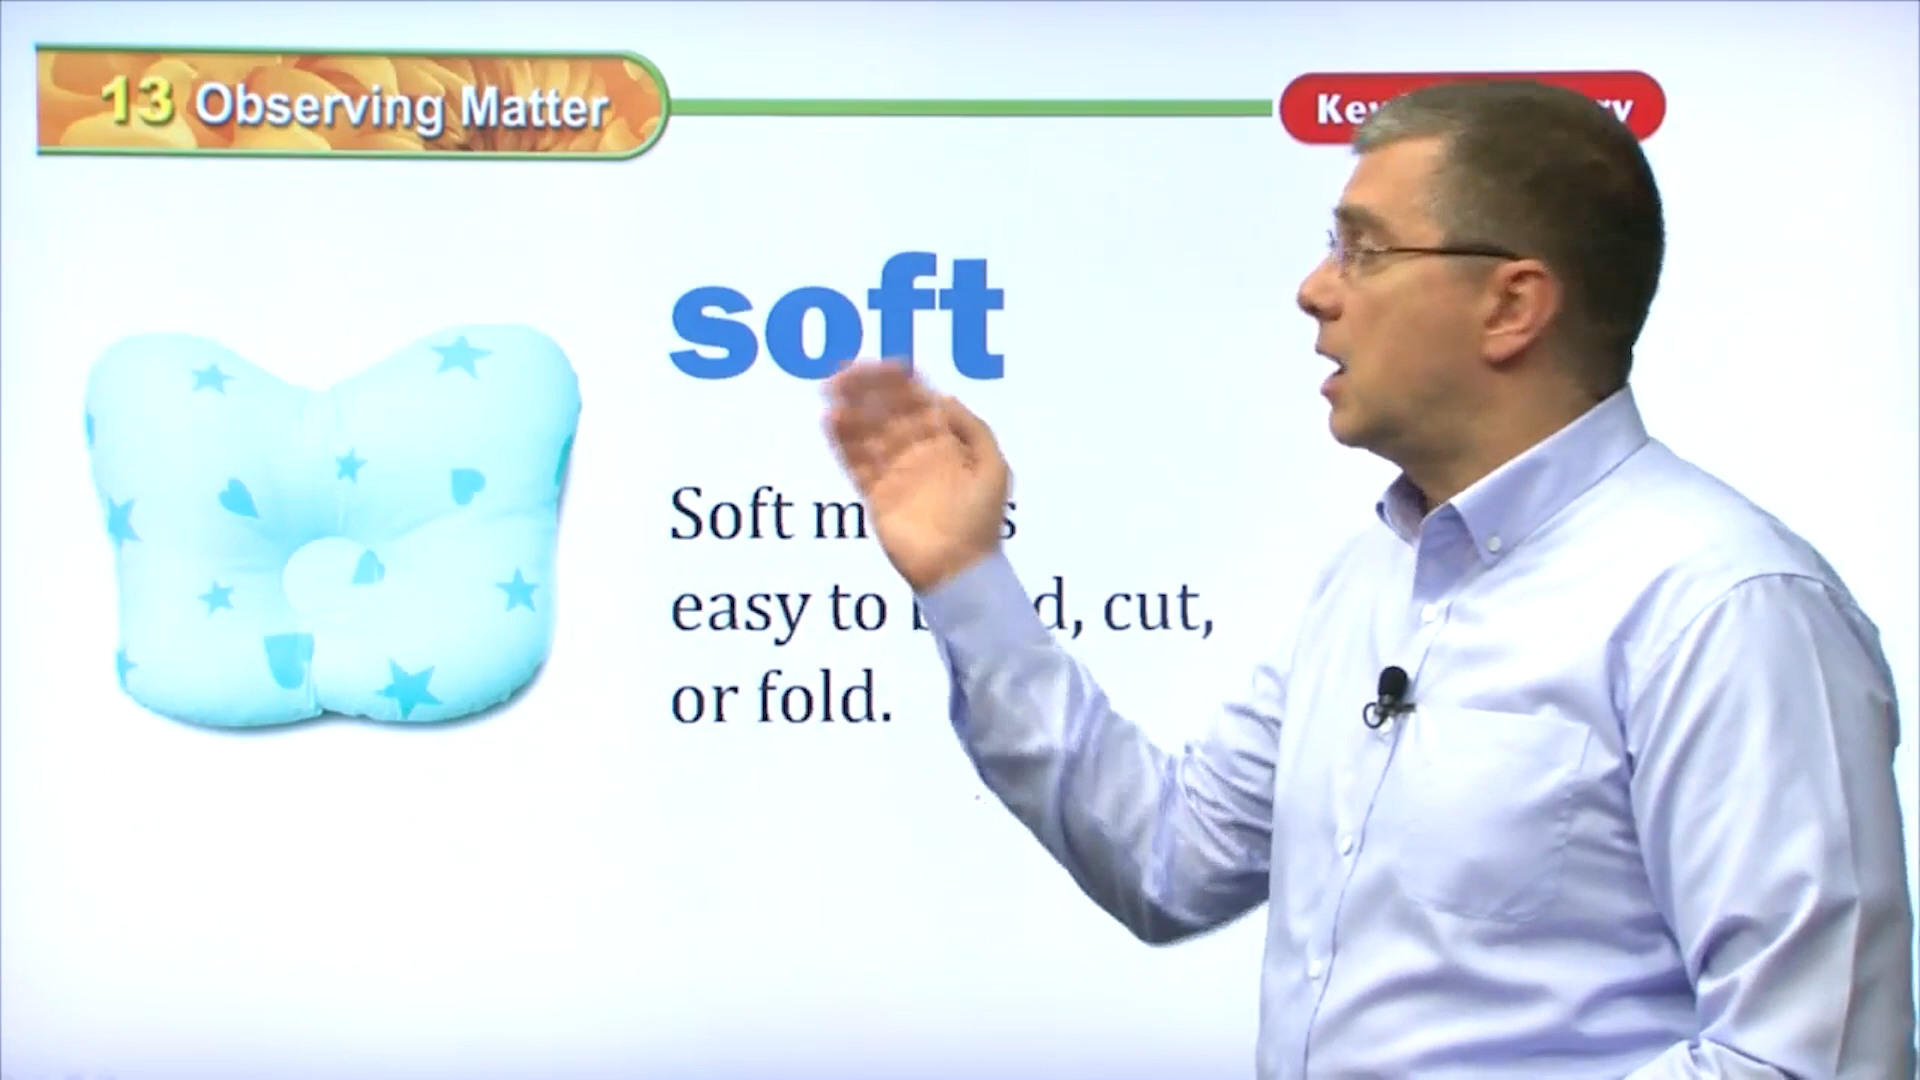 13 Observing Matter
soft
Soft
easy to cut,
or fold.